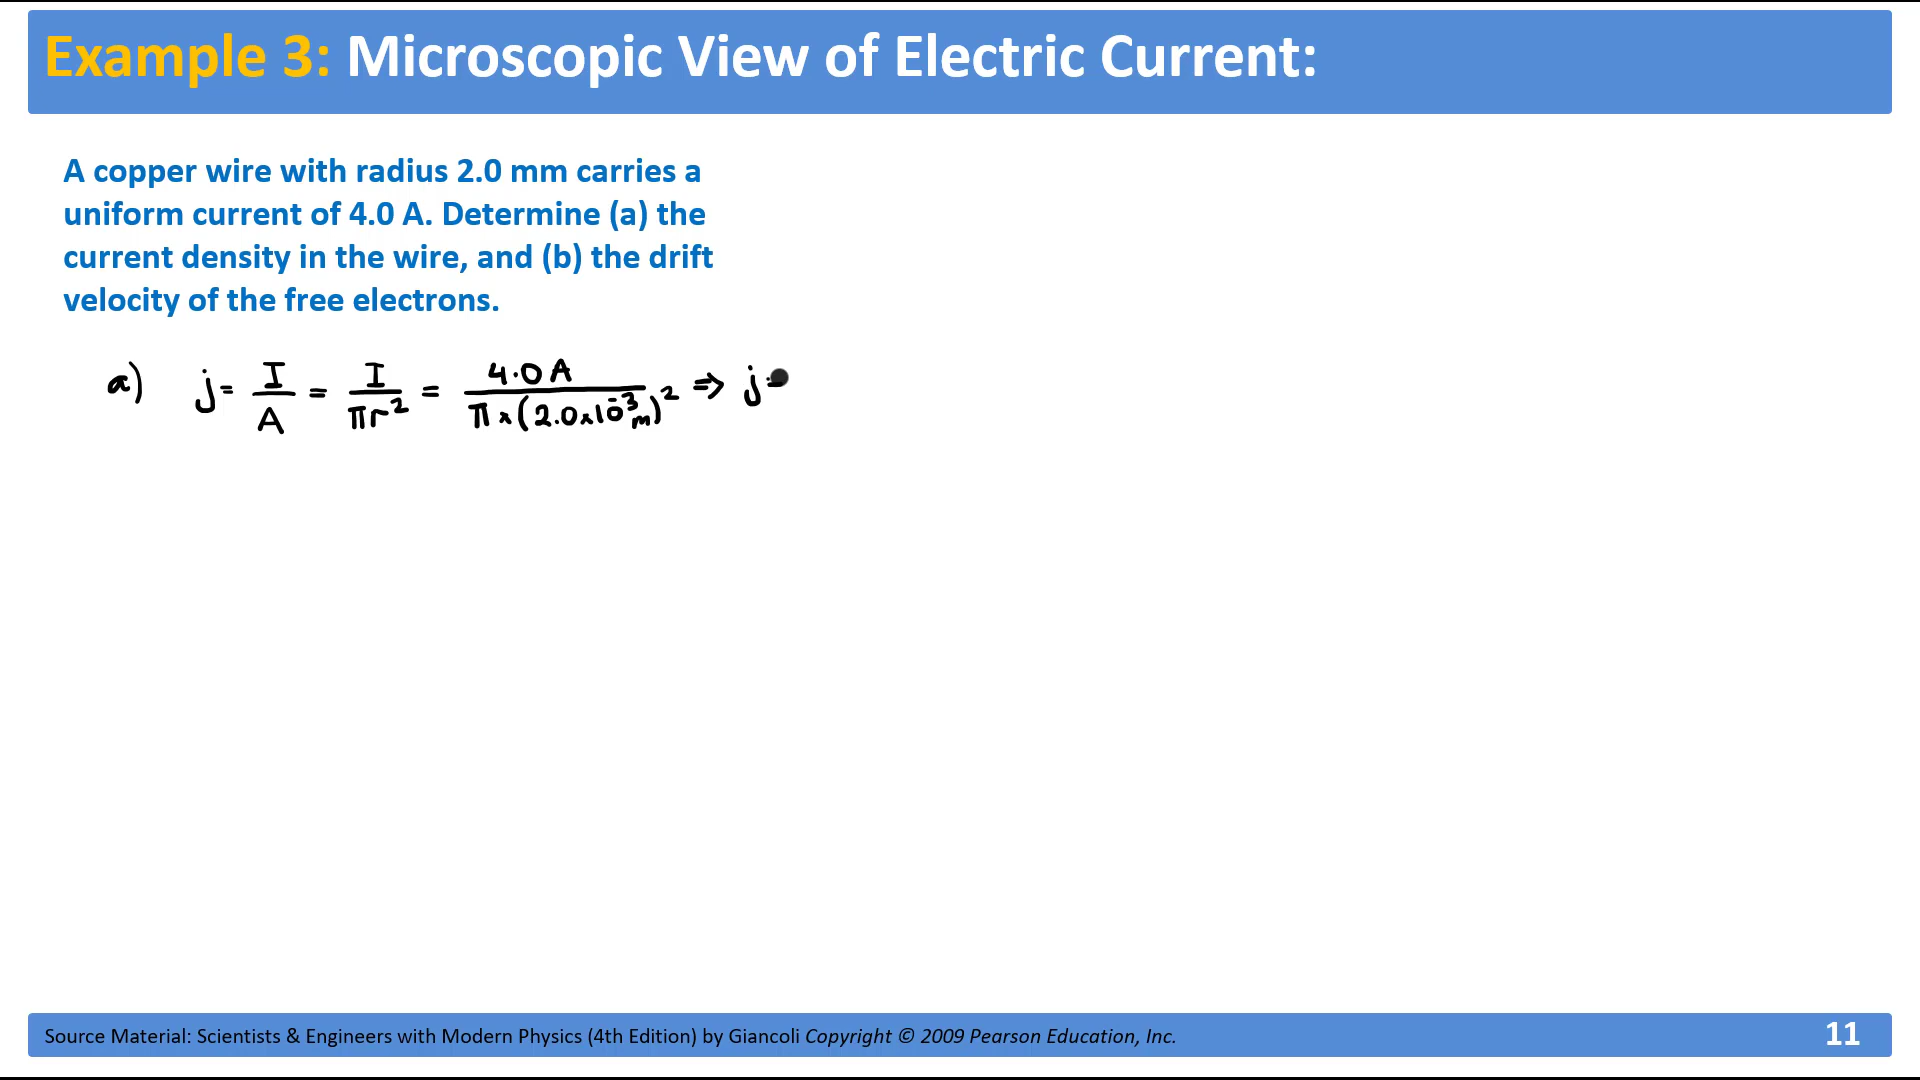 Example 3: Microscopic View of Electric Current:
A copper wire with radius 2.0 mm carries a
uniform current of 4.0 A. Determine (a) the
current density in the wire, and (b) the drift
velocity of the free electrons.
a) j = I/A = I/πr² = 4.0 A/π × (2.0 × 10⁻³ m)² ⇒ j =
Source Material: Scientists & Engineers with Modern Physics (4th Edition) by Giancoli Copyright © 2009 Pearson Education, Inc.
11